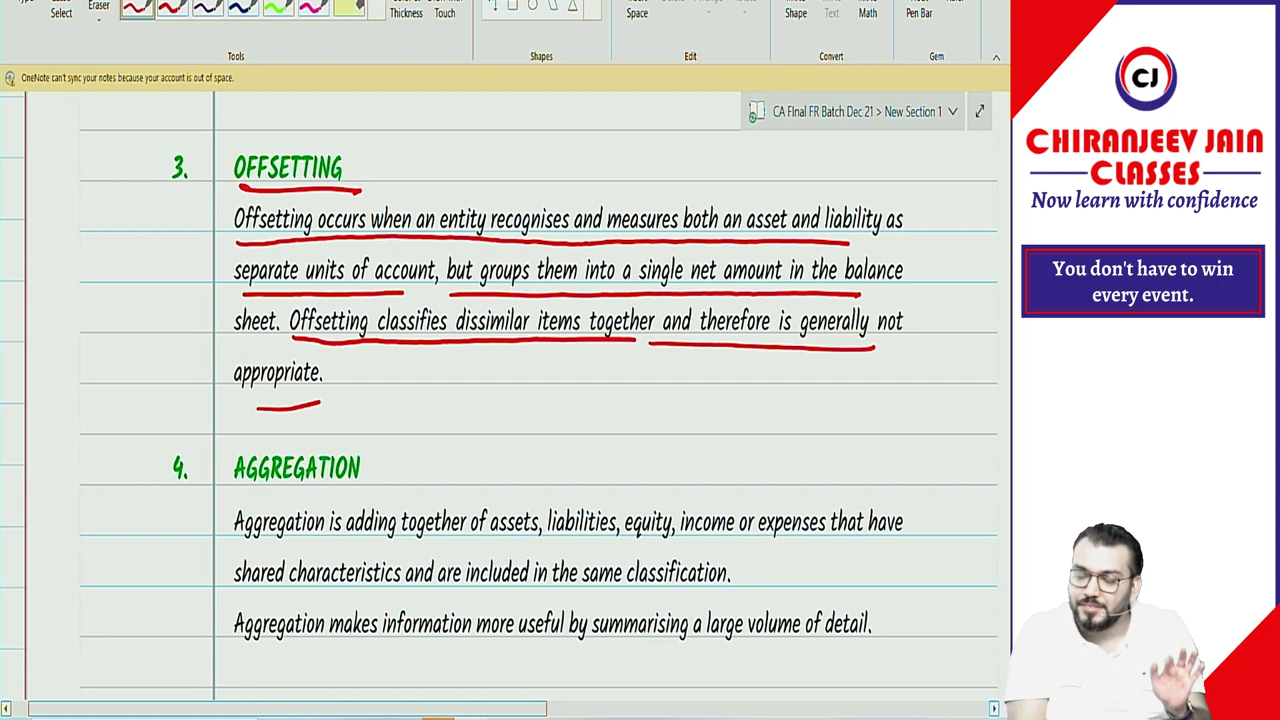 Select
Eraser
Thickness
Touch
Space
Shape
Text
Math
Pen Bar
Tools
Shapes
Edit
Convert
Gem
OneNote can't sync your notes because your account is out of space.
CA FInal FR Batch Dec 21 > New Section 1
3. OFFSETTING
Offsetting occurs when an entity recognises and measures both an asset and liability as
separate units of account, but groups them into a single net amount in the balance
sheet. Offsetting classifies dissimilar items together and therefore is generally not
appropriate.
4. AGGREGATION
Aggregation is adding together of assets, liabilities, equity, income or expenses that have
shared characteristics and are included in the same classification.
Aggregation makes information more useful by summarising a large volume of detail.
CJ
CHIRANJEEV JAIN
CLASSES
Now learn with confidence
You don't have to win
every event.